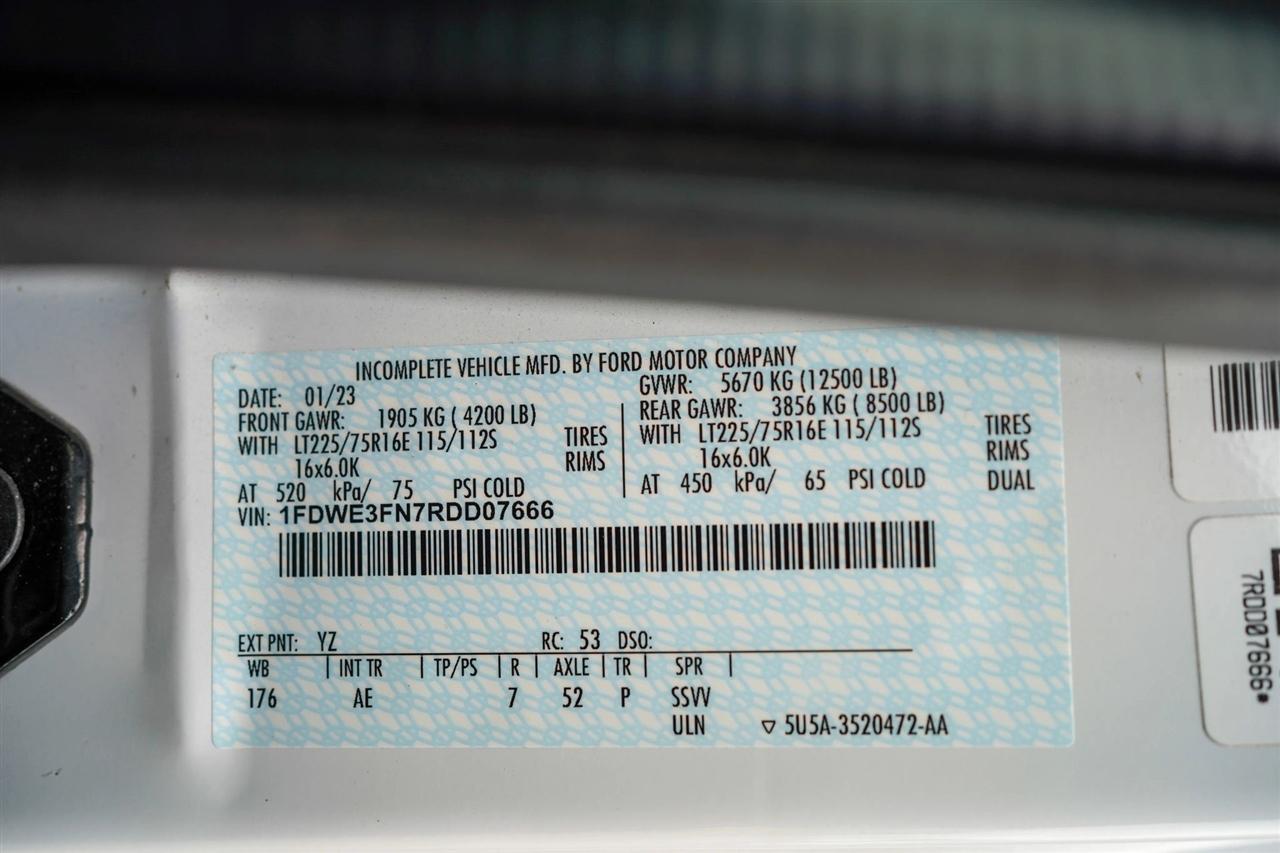 INCOMPLETE VEHICLE MFD. BY FORD MOTOR COMPANY
DATE: 01/23
GVWR: 5670 KG (12500 LB)
FRONT GAWR: 1905 KG ( 4200 LB)
REAR GAWR: 3856 KG ( 8500 LB)
WITH LT225/75R16E 115/112S TIRES
WITH LT225/75R16E 115/112S TIRES
16x6.0K RIMS
16x6.0K RIMS
AT 520 kPa/ 75 PSI COLD
AT 450 kPa/ 65 PSI COLD DUAL
VIN: 1FDWE3FN7RDD07666
EXT PNT: YZ RC: 53 DSO:
WB INT TR TP/PS R AXLE TR SPR
176 AE 7 52 P SSVV
ULN ▽ 5U5A-3520472-AA
7RDD07666*